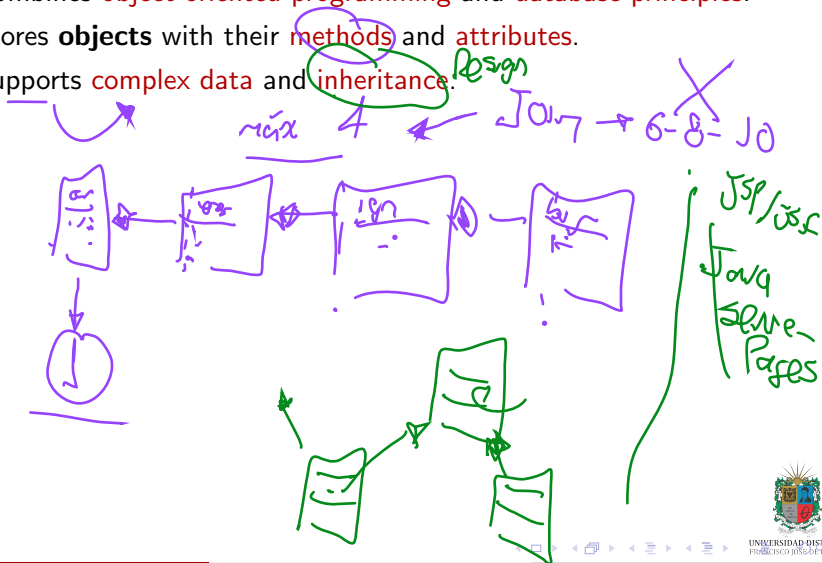 ombines object-oriented programming and database principles.
ores objects with their methods and attributes.
upports complex data and inheritance.
Design
máx 4
Join
6-8-10
JSP/JSF
Java
Server
Pages
UNIVERSIDAD DIST
FRANCISCO JOSÉ DE